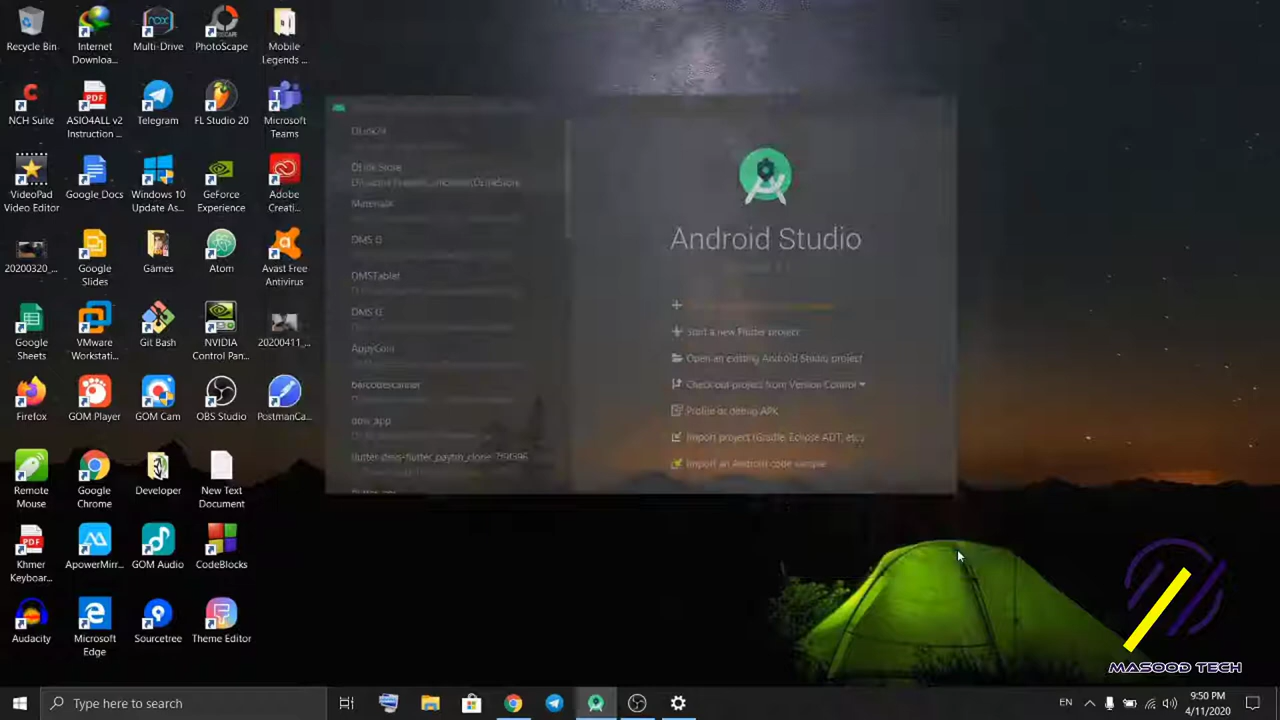 Recycle Bin
Internet
Downloa...
Multi-Drive
PhotoScape
Mobile
Legends ...
NCH Suite
ASIO4ALL v2
Instruction ...
Telegram
FL Studio 20
Microsoft
Teams
VideoPad
Video Editor
Google Docs
Windows 10
Update As...
GeForce
Experience
Adobe
Creati...
20200320_...
Google
Slides
Games
Atom
Avast Free
Antivirus
Google
Sheets
VMware
Workstati...
Git Bash
NVIDIA
Control Pan...
20200411_...
Firefox
GOM Player
GOM Cam
OBS Studio
PostmanCa...
Remote
Mouse
Google
Chrome
Developer
New Text
Document
Khmer
Keyboar...
ApowerMirr...
GOM Audio
CodeBlocks
Audacity
Microsoft
Edge
Sourcetree
Theme Editor
DLink Store
DMS G
DMSTablet
AppyCoin
barcodescanner
Android Studio
Start a new Flutter project
Open an existing Android Studio project
Check out project from Version Control
Profile or debug APK
Import project (Gradle, Eclipse ADT, etc.)
Import an Android code sample
MASOOD TECH
Type here to search
EN
9:50 PM
4/11/2020